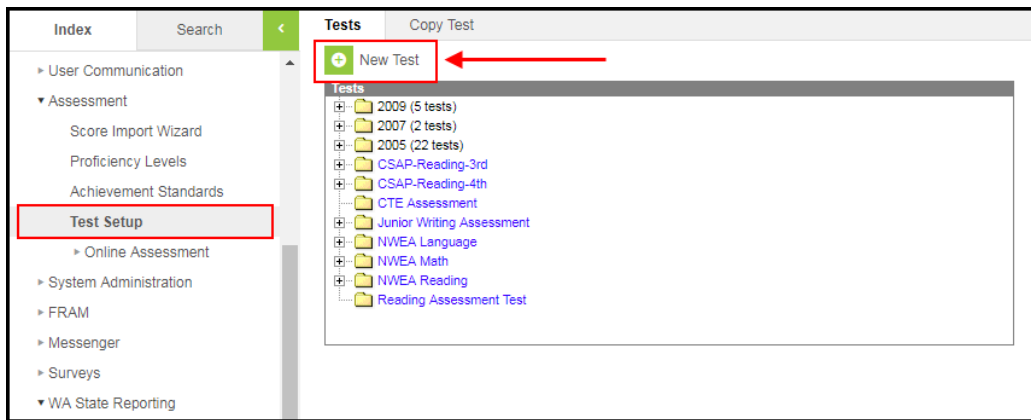 Index
Search
User Communication
Assessment
Score Import Wizard
Proficiency Levels
Achievement Standards
Test Setup
Online Assessment
System Administration
FRAM
Messenger
Surveys
WA State Reporting
Tests
Copy Test
New Test
Tests
2009 (5 tests)
2007 (2 tests)
2005 (22 tests)
CSAP-Reading-3rd
CSAP-Reading-4th
CTE Assessment
Junior Writing Assessment
NWEA Language
NWEA Math
NWEA Reading
Reading Assessment Test